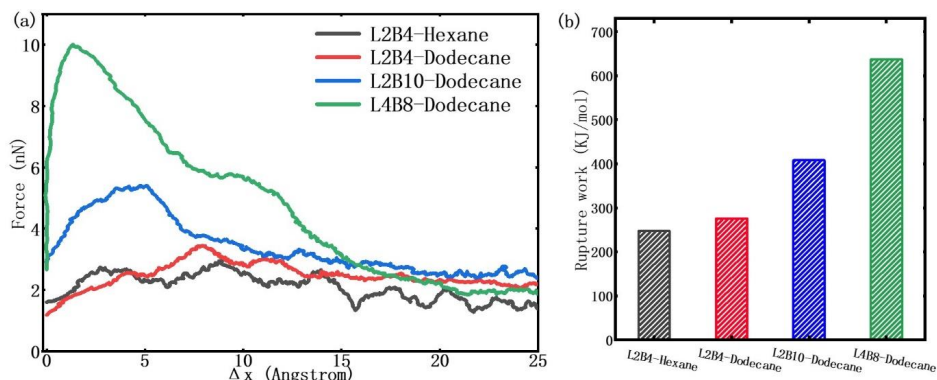 (a)
L2B4-Hexane
L2B4-Dodecane
L2B10-Dodecane
L4B8-Dodecane
Force (nN)
10
8
6
4
2
0
0 5 10 15 20 25
Δx (Angstrom)
(b)
Rupture work (KJ/mol)
700
600
500
400
300
200
100
0
L2B4-Hexane L2B4-Dodecane L2B10-Dodecane L4B8-Dodecane